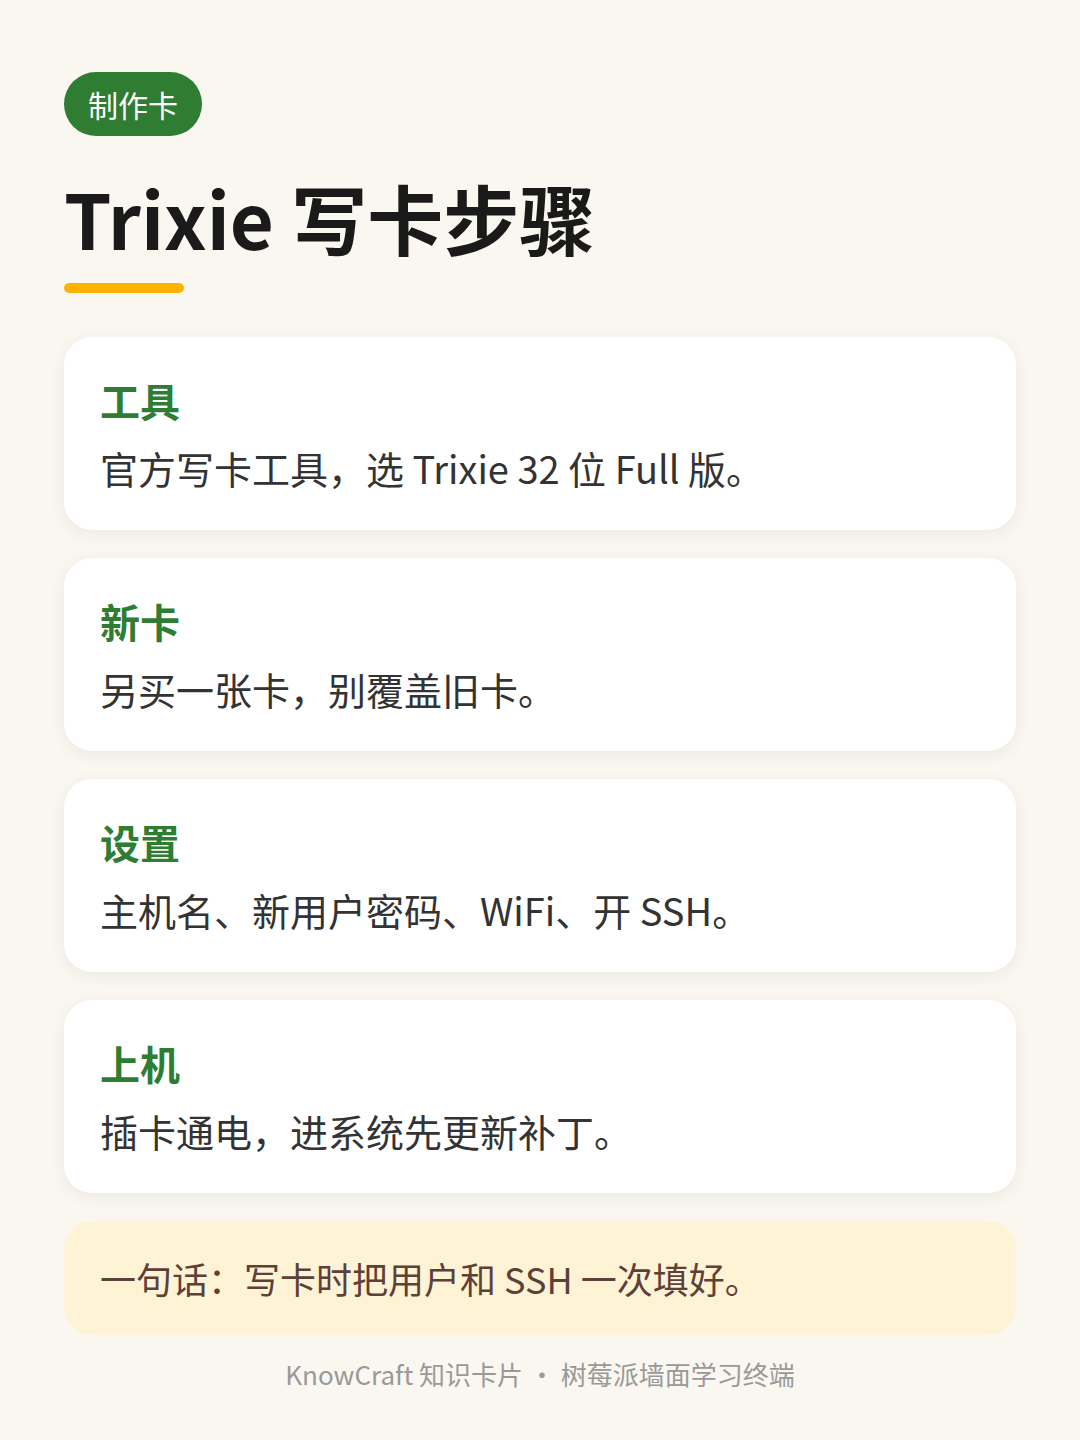 制作卡
Trixie 写卡步骤
工具
官方写卡工具，选 Trixie 32 位 Full 版。
新卡
另买一张卡，别覆盖旧卡。
设置
主机名、新用户密码、WiFi、开 SSH。
上机
插卡通电，进系统先更新补丁。
一句话：写卡时把用户和 SSH 一次填好。
KnowCraft 知识卡片 · 树莓派墙面学习终端